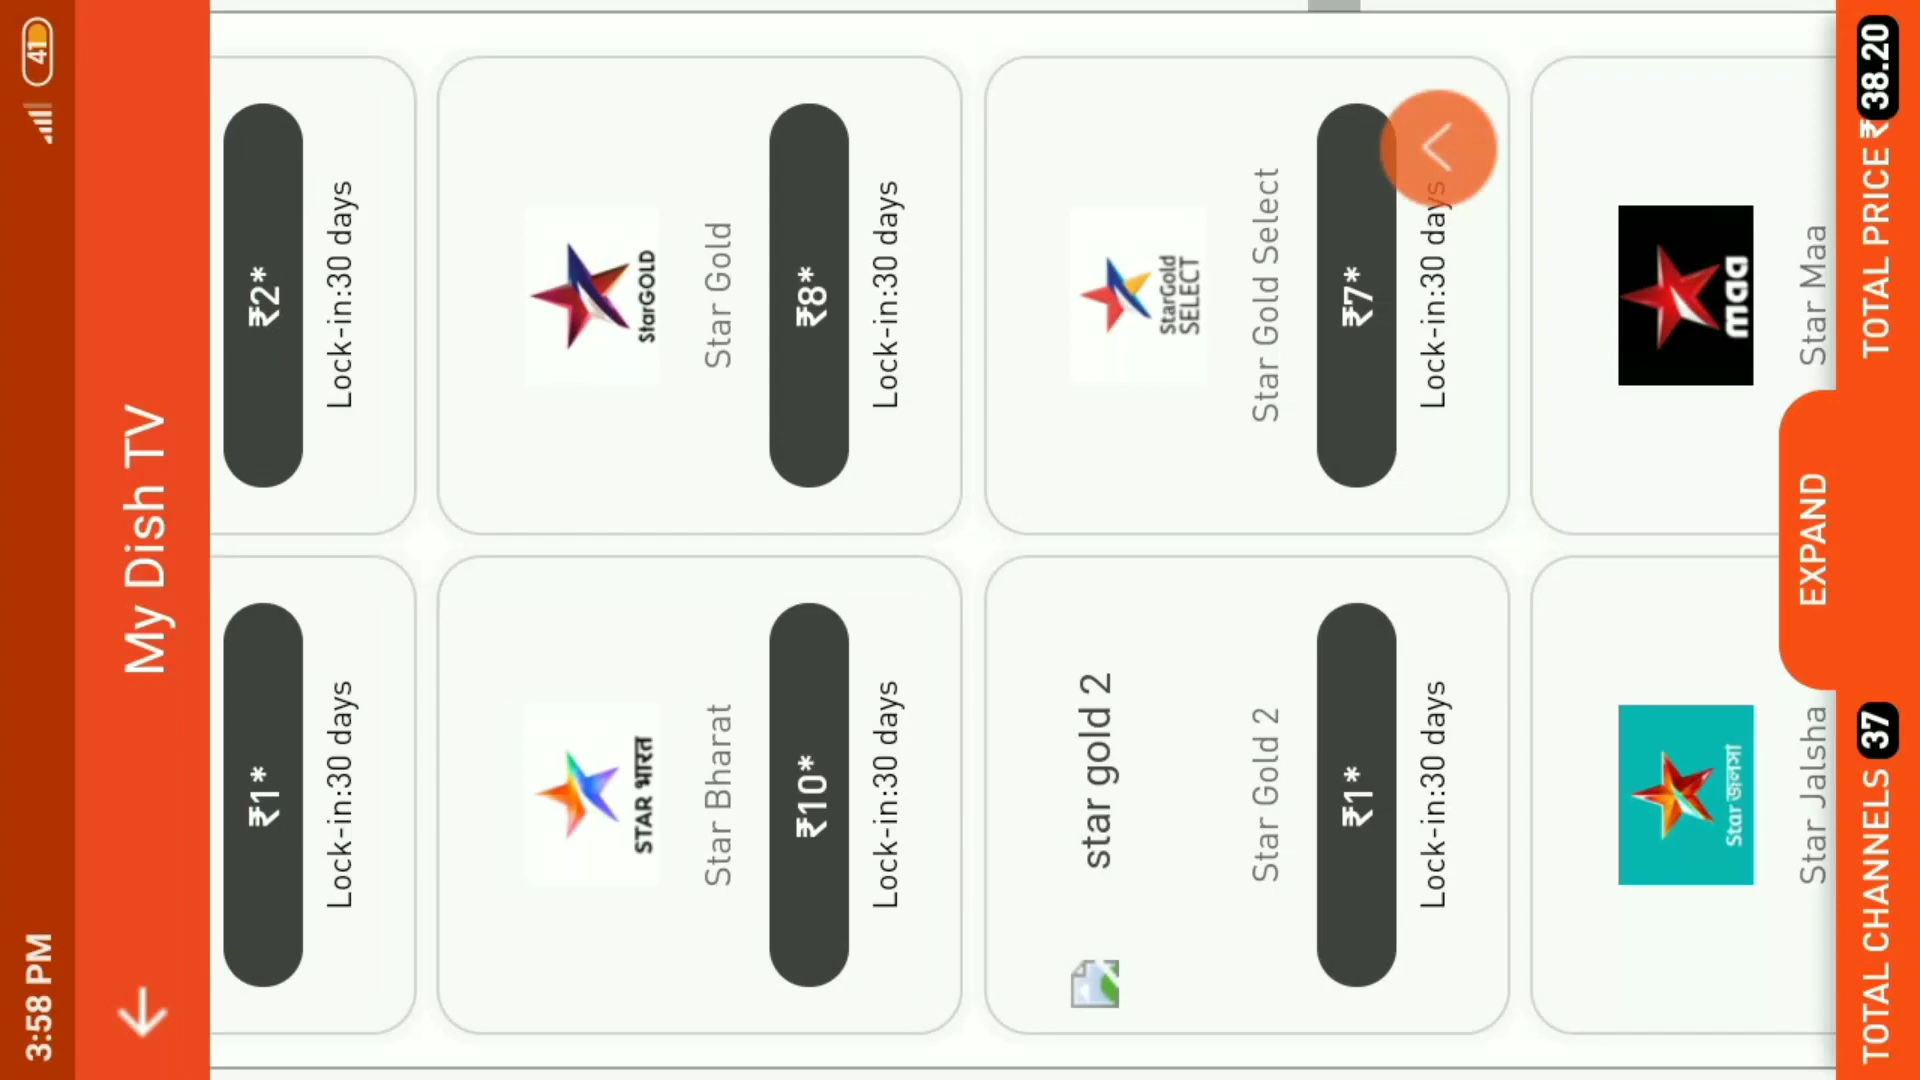 3:58 PM
41
My Dish TV
₹1*
Lock-in:30 days
₹2*
Lock-in:30 days
STAR भारत
Star Bharat
₹10*
Lock-in:30 days
StarGOLD
Star Gold
₹8*
Lock-in:30 days
star gold 2
Star Gold 2
₹1*
Lock-in:30 days
StarGold
SELECT
Star Gold Select
₹7*
Lock-in:30 days
Star জলসা
Star Jalsha
maa
Star Maa
EXPAND
TOTAL CHANNELS 37
TOTAL PRICE ₹38.20